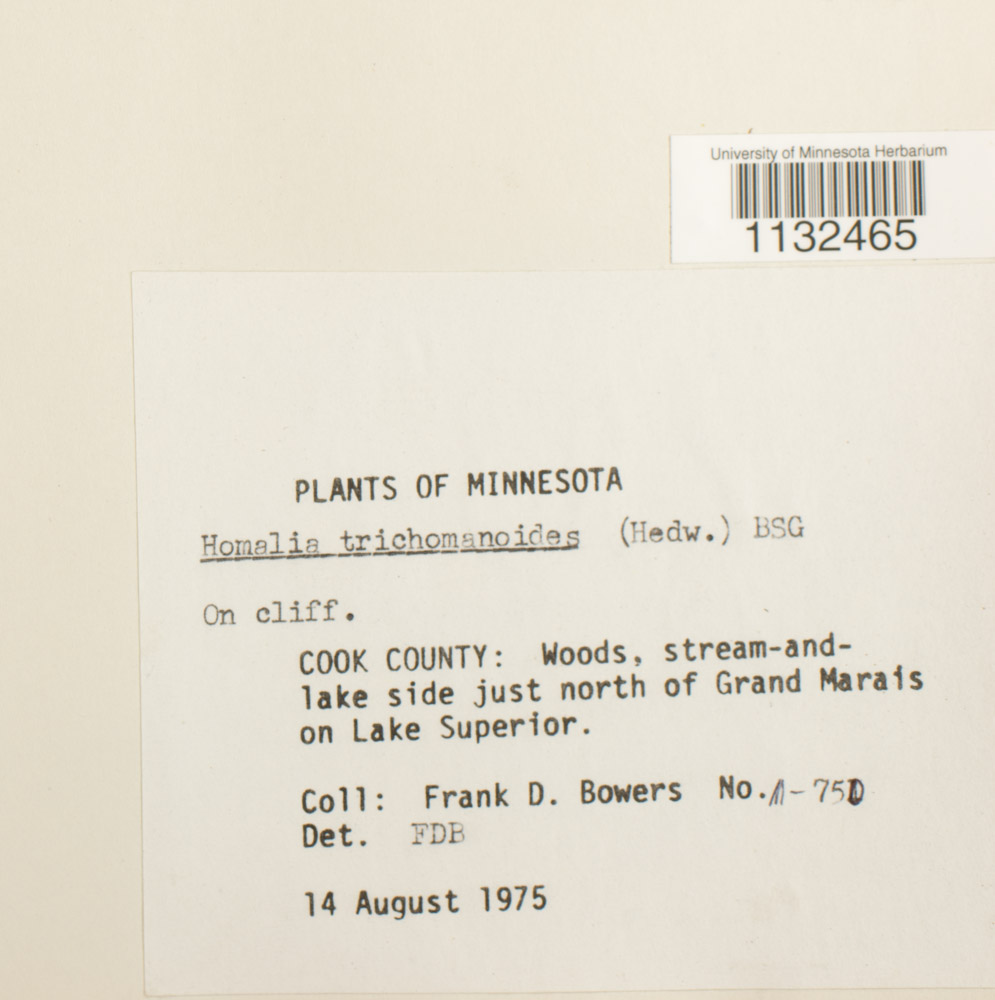 University of Minnesota Herbarium
1132465
PLANTS OF MINNESOTA
Homalia trichomanoides (Hedw.) BSG
On cliff.
COOK COUNTY: Woods, stream-and-
lake side just north of Grand Marais
on Lake Superior.
Coll: Frank D. Bowers No.
Det. FDB
14 August 1975